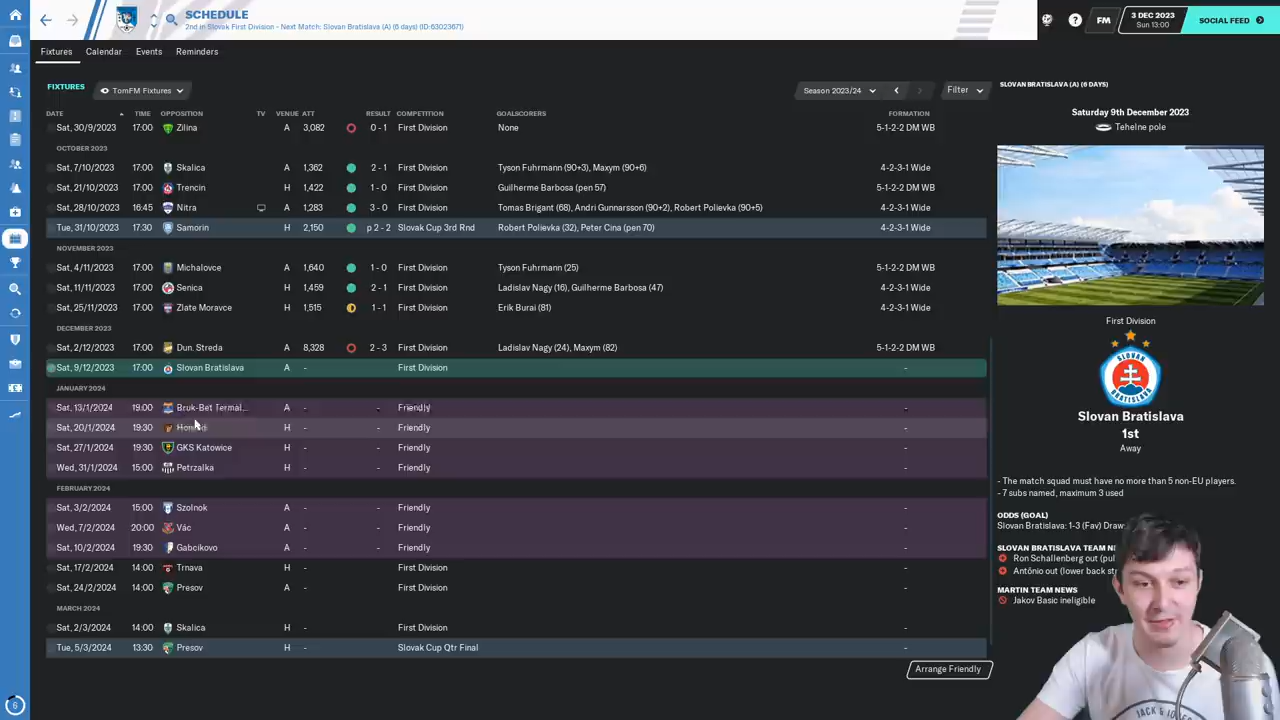 SCHEDULE
2nd in Slovak First Division - Next Match: Slovan Bratislava (A) (6 days) (ID:63023671)
FM
3 DEC 2023
Sun 13:00
SOCIAL FEED
Fixtures Calendar Events Reminders
FIXTURES TomFM Fixtures Season 2023/24 Filter
DATE TIME OPPOSITION TV VENUE ATT RESULT COMPETITION GOALSCORERS FORMATION
Sat, 30/9/2023 17:00 Zilina A 3,082 0 - 1 First Division None 5-1-2-2 DM WB
OCTOBER 2023
Sat, 7/10/2023 17:00 Skalica A 1,362 2 - 1 First Division Tyson Fuhrmann (90+3), Maxym (90+6) 4-2-3-1 Wide
Sat, 21/10/2023 17:00 Trencin H 1,422 1 - 0 First Division Guilherme Barbosa (pen 57) 5-1-2-2 DM WB
Sat, 28/10/2023 16:45 Nitra A 1,283 3 - 0 First Division Tomas Brigant (68), Andri Gunnarsson (90+2), Robert Polievka (90+5) 4-2-3-1 Wide
Tue, 31/10/2023 17:30 Samorin H 2,150 p 2 - 2 Slovak Cup 3rd Rnd Robert Polievka (32), Peter Cina (pen 70) 4-2-3-1 Wide
NOVEMBER 2023
Sat, 4/11/2023 17:00 Michalovce A 1,640 1 - 0 First Division Tyson Fuhrmann (25) 5-1-2-2 DM WB
Sat, 11/11/2023 17:00 Senica H 1,459 2 - 1 First Division Ladislav Nagy (16), Guilherme Barbosa (47) 4-2-3-1 Wide
Sat, 25/11/2023 17:00 Zlate Moravce H 1,515 1 - 1 First Division Erik Burai (81) 4-2-3-1 Wide
DECEMBER 2023
Sat, 2/12/2023 17:00 Dun. Streda A 8,328 2 - 3 First Division Ladislav Nagy (24), Maxym (82) 5-1-2-2 DM WB
Sat, 9/12/2023 17:00 Slovan Bratislava A - First Division -
JANUARY 2024
Sat, 13/1/2024 19:00 Bruk-Bet Termal... A - - Friendly -
Sat, 20/1/2024 19:30 H - - Friendly -
Sat, 27/1/2024 19:30 GKS Katowice H - - Friendly -
Wed, 31/1/2024 15:00 Petrzalka H - - Friendly -
FEBRUARY 2024
Sat, 3/2/2024 15:00 Szolnok A - - Friendly -
Wed, 7/2/2024 20:00 Vác A - - Friendly -
Sat, 10/2/2024 19:30 Gabcikovo A - - Friendly -
Sat, 17/2/2024 14:00 Trnava H - First Division -
Sat, 24/2/2024 14:00 Presov A - First Division -
MARCH 2024
Sat, 2/3/2024 14:00 Skalica H - First Division -
Tue, 5/3/2024 13:30 Presov H - Slovak Cup Qtr Final -
Arrange Friendly
6
SLOVAN BRATISLAVA (A) (6 DAYS)
Saturday 9th December 2023
Tehelne pole
First Division
SLOVAN
BRATISLAVA
Slovan Bratislava
1st
Away
- The match squad must have no more than 5 non-EU players.
- 7 subs named, maximum 3 used
ODDS (GOAL)
Slovan Bratislava: 1-3 (Fav) Draw:
SLOVAN BRATISLAVA TEAM
Ron Schallenberg out
António out (lower back
MARTIN TEAM NEWS
Jakov Basic ineligible
JACK &